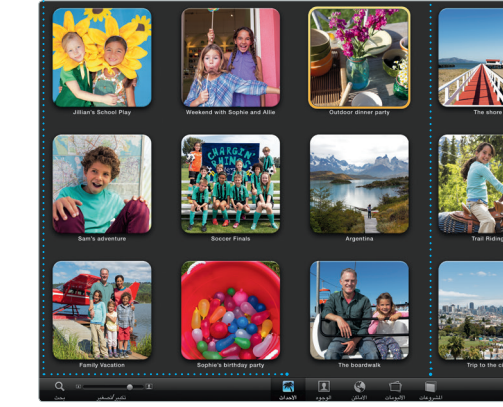 Jillian's School Play
Weekend with Sophie and Allie
Outdoor dinner party
The shore
Sam's adventure
CHARGIN'
Soccer Finals
Argentina
Trail Riding
Family Vacation
Sophie's birthday party
The boardwalk
Trip to the ci
بحث
تكبير/تصغير
الأحداث
الوجوه
الأماكن
الألبومات
المشروعات